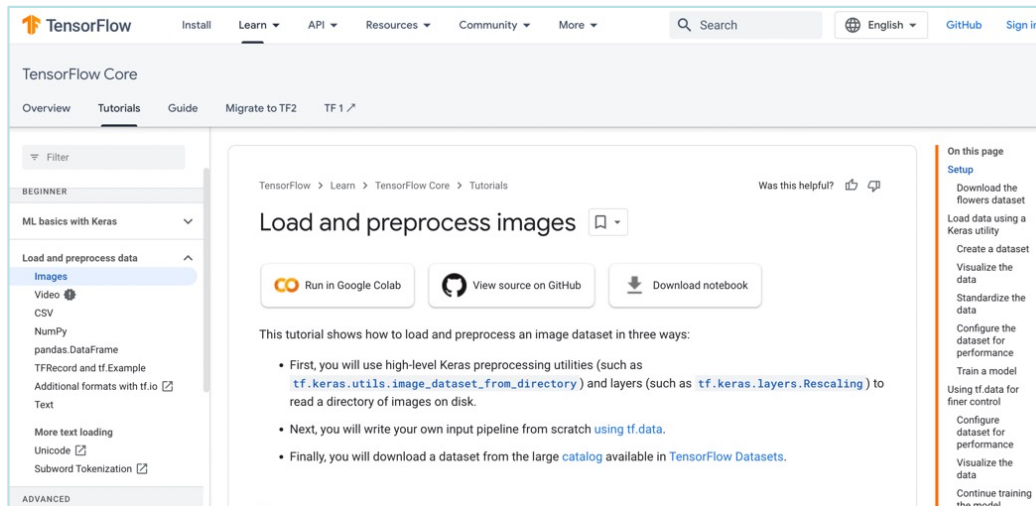 TensorFlow Install Learn API Resources Community More Search English GitHub Sign in
TensorFlow Core
Overview Tutorials Guide Migrate to TF2 TF 1
Filter
BEGINNER
ML basics with Keras
Load and preprocess data
Images
Video
CSV
NumPy
pandas.DataFrame
TFRecord and tf.Example
Additional formats with tf.io
Text
More text loading
Unicode
Subword Tokenization
ADVANCED
TensorFlow > Learn > TensorFlow Core > Tutorials
Was this helpful?
Load and preprocess images
Run in Google Colab View source on GitHub Download notebook
This tutorial shows how to load and preprocess an image dataset in three ways:
• First, you will use high-level Keras preprocessing utilities (such as
tf.keras.utils.image_dataset_from_directory) and layers (such as tf.keras.layers.Rescaling) to
read a directory of images on disk.
• Next, you will write your own input pipeline from scratch using tf.data.
• Finally, you will download a dataset from the large catalog available in TensorFlow Datasets.
On this page
Setup
Download the
flowers dataset
Load data using a
Keras utility
Create a dataset
Visualize the
data
Standardize the
data
Configure the
dataset for
performance
Train a model
Using tf.data for
finer control
Configure
dataset for
performance
Visualize the
data
Continue training
the model